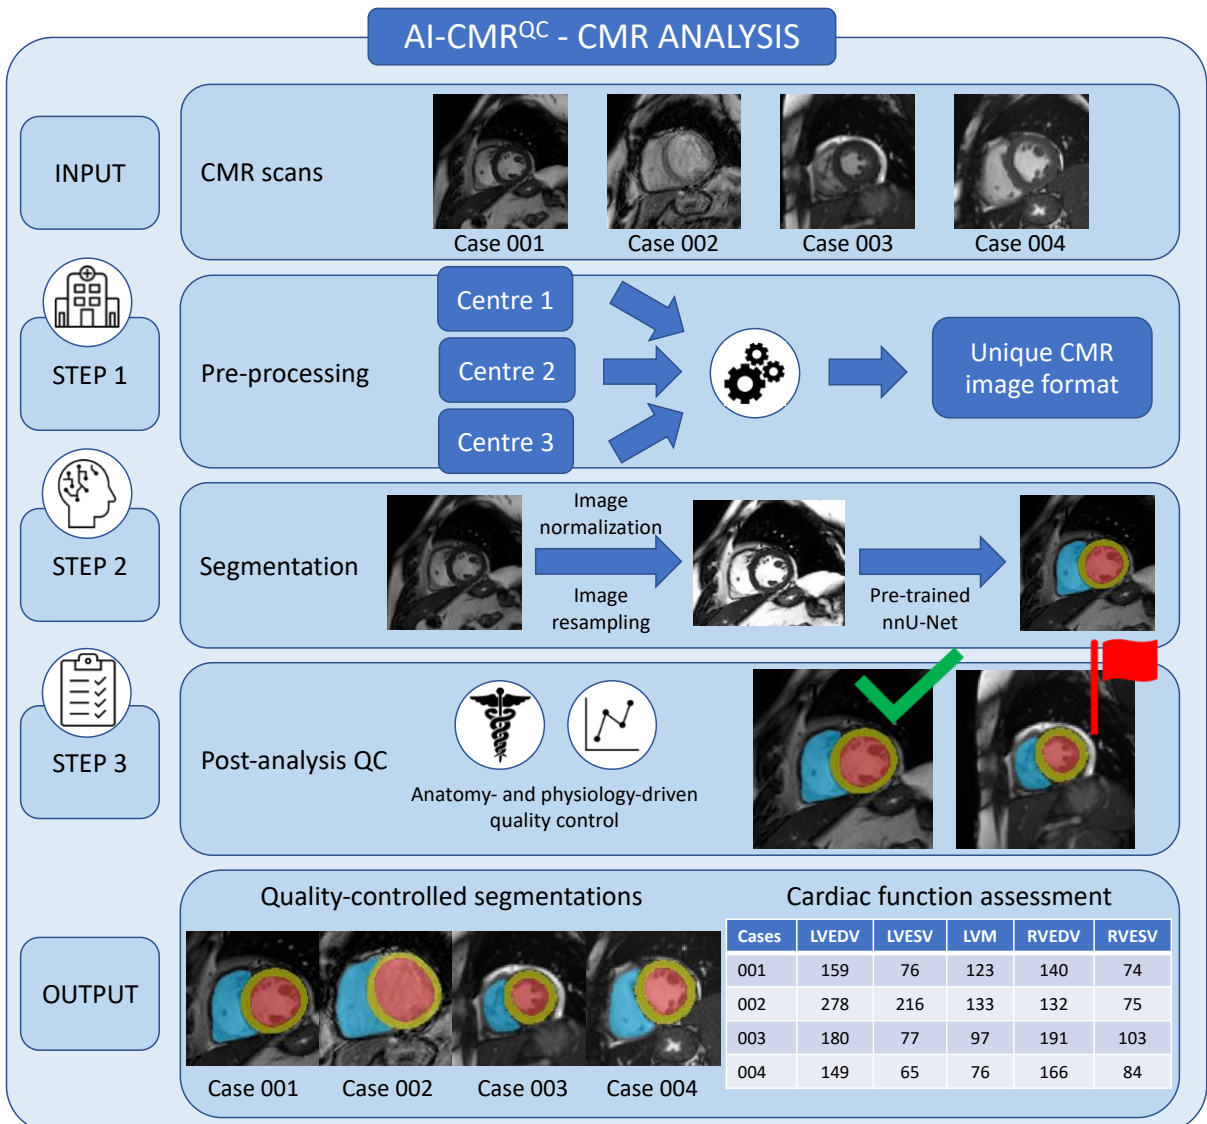 AI-CMRQC - CMR ANALYSIS
INPUT
CMR scans
Case 001
Case 002
Case 003
Case 004
STEP 1
Pre-processing
Centre 1
Centre 2
Centre 3
Unique CMR
image format
STEP 2
Segmentation
Image
normalization
Image
resampling
Pre-trained
nnU-Net
STEP 3
Post-analysis QC
Anatomy- and physiology-driven
quality control
OUTPUT
Quality-controlled segmentations
Case 001
Case 002
Case 003
Case 004
Cardiac function assessment
Cases LVEDV LVESV LVM RVEDV RVESV
001 159 76 123 140 74
002 278 216 133 132 75
003 180 77 97 191 103
004 149 65 76 166 84